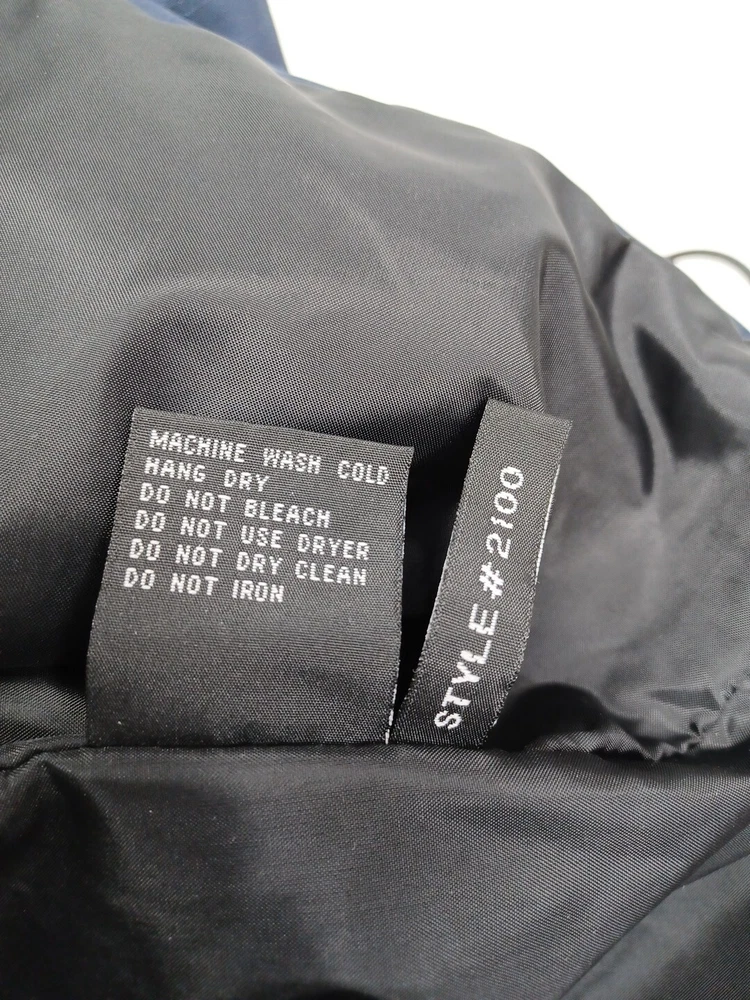 MACHINE WASH COLD
HANG DRY
DO NOT BLEACH
DO NOT USE DRYER
DO NOT DRY CLEAN
DO NOT IRON
STYLE #2100